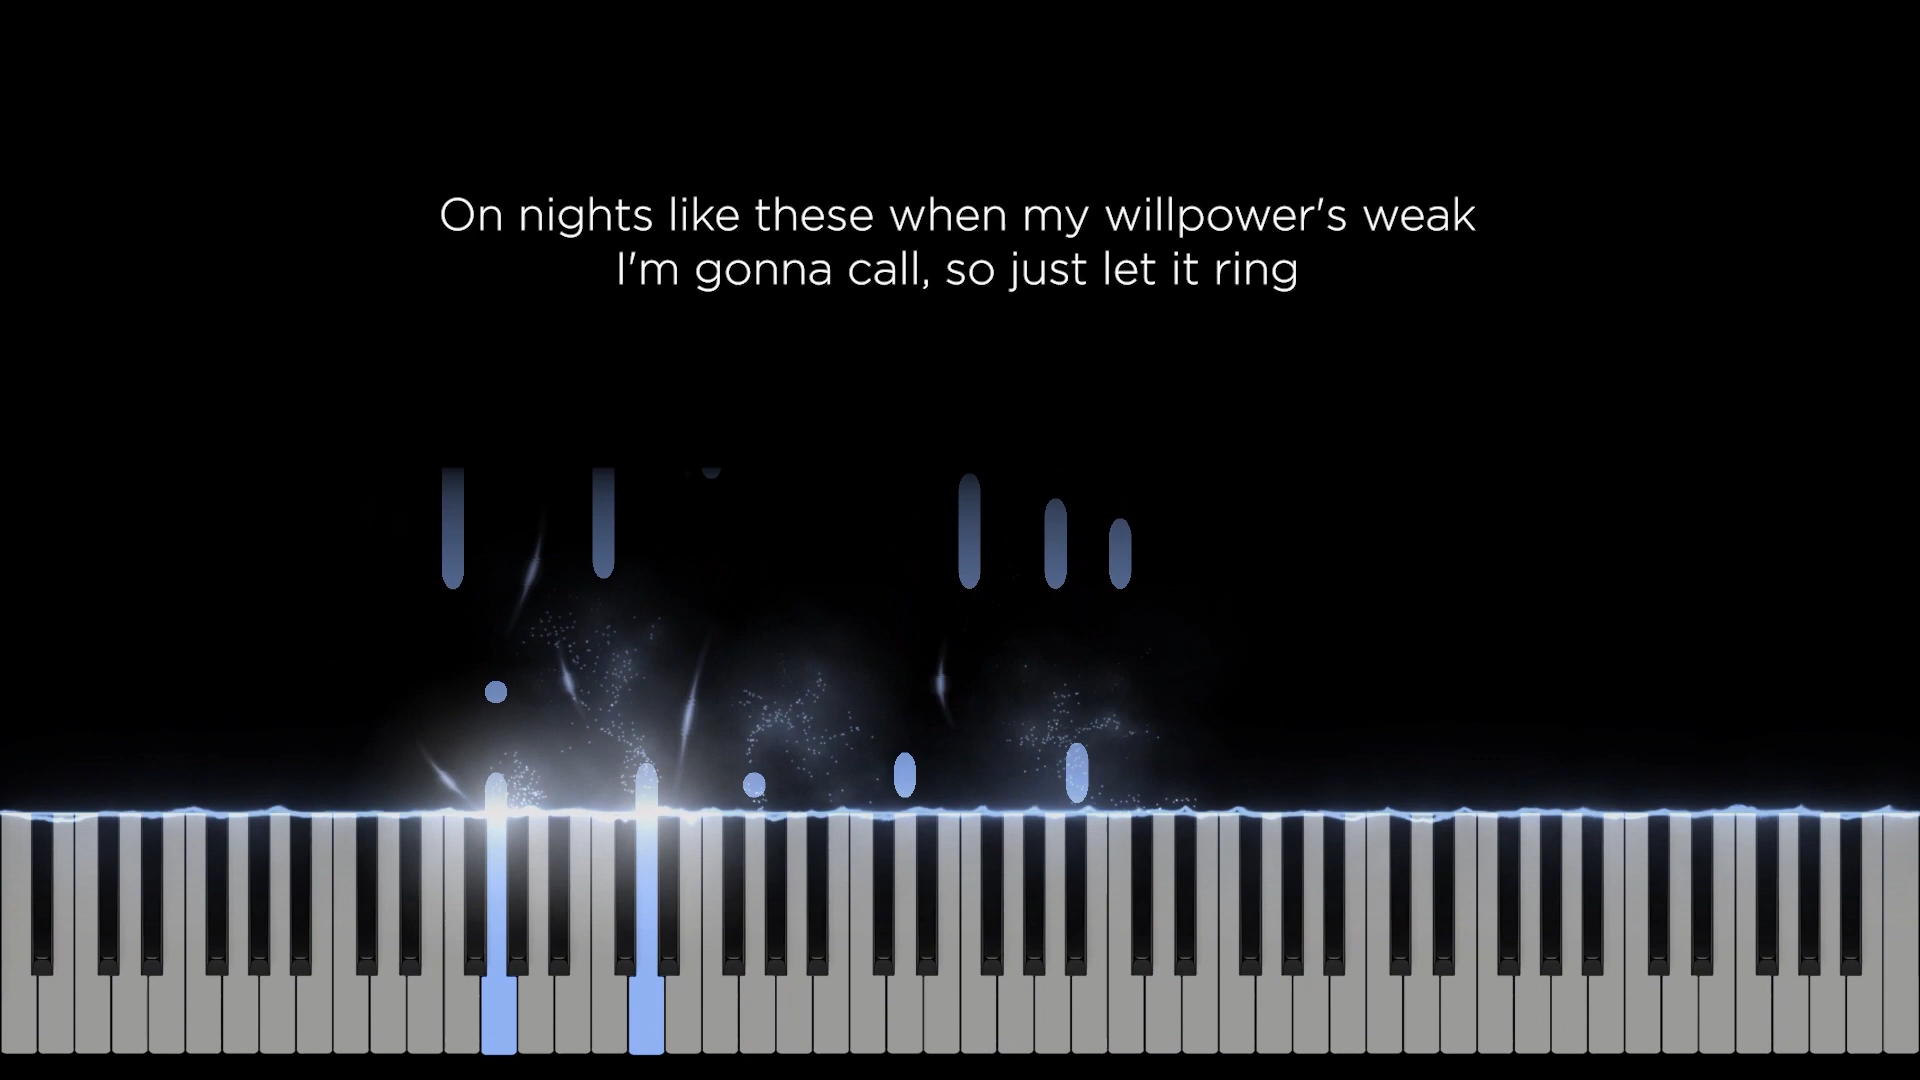 On nights like these when my willpower's weak
I'm gonna call, so just let it ring